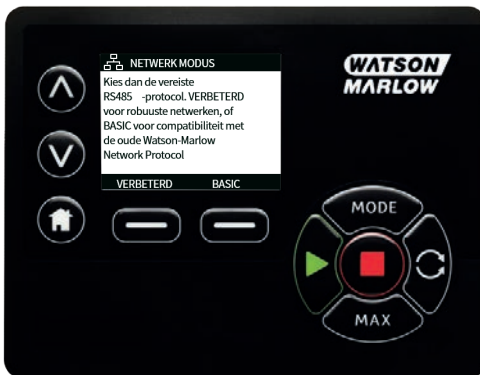 NETWERK MODUS
Kies dan de vereiste
RS485 -protocol. VERBETERD
voor robuuste netwerken, of
BASIC voor compatibiliteit met
de oude Watson-Marlow
Network Protocol
VERBETERD BASIC
WATSON
MARLOW
MODE
MAX